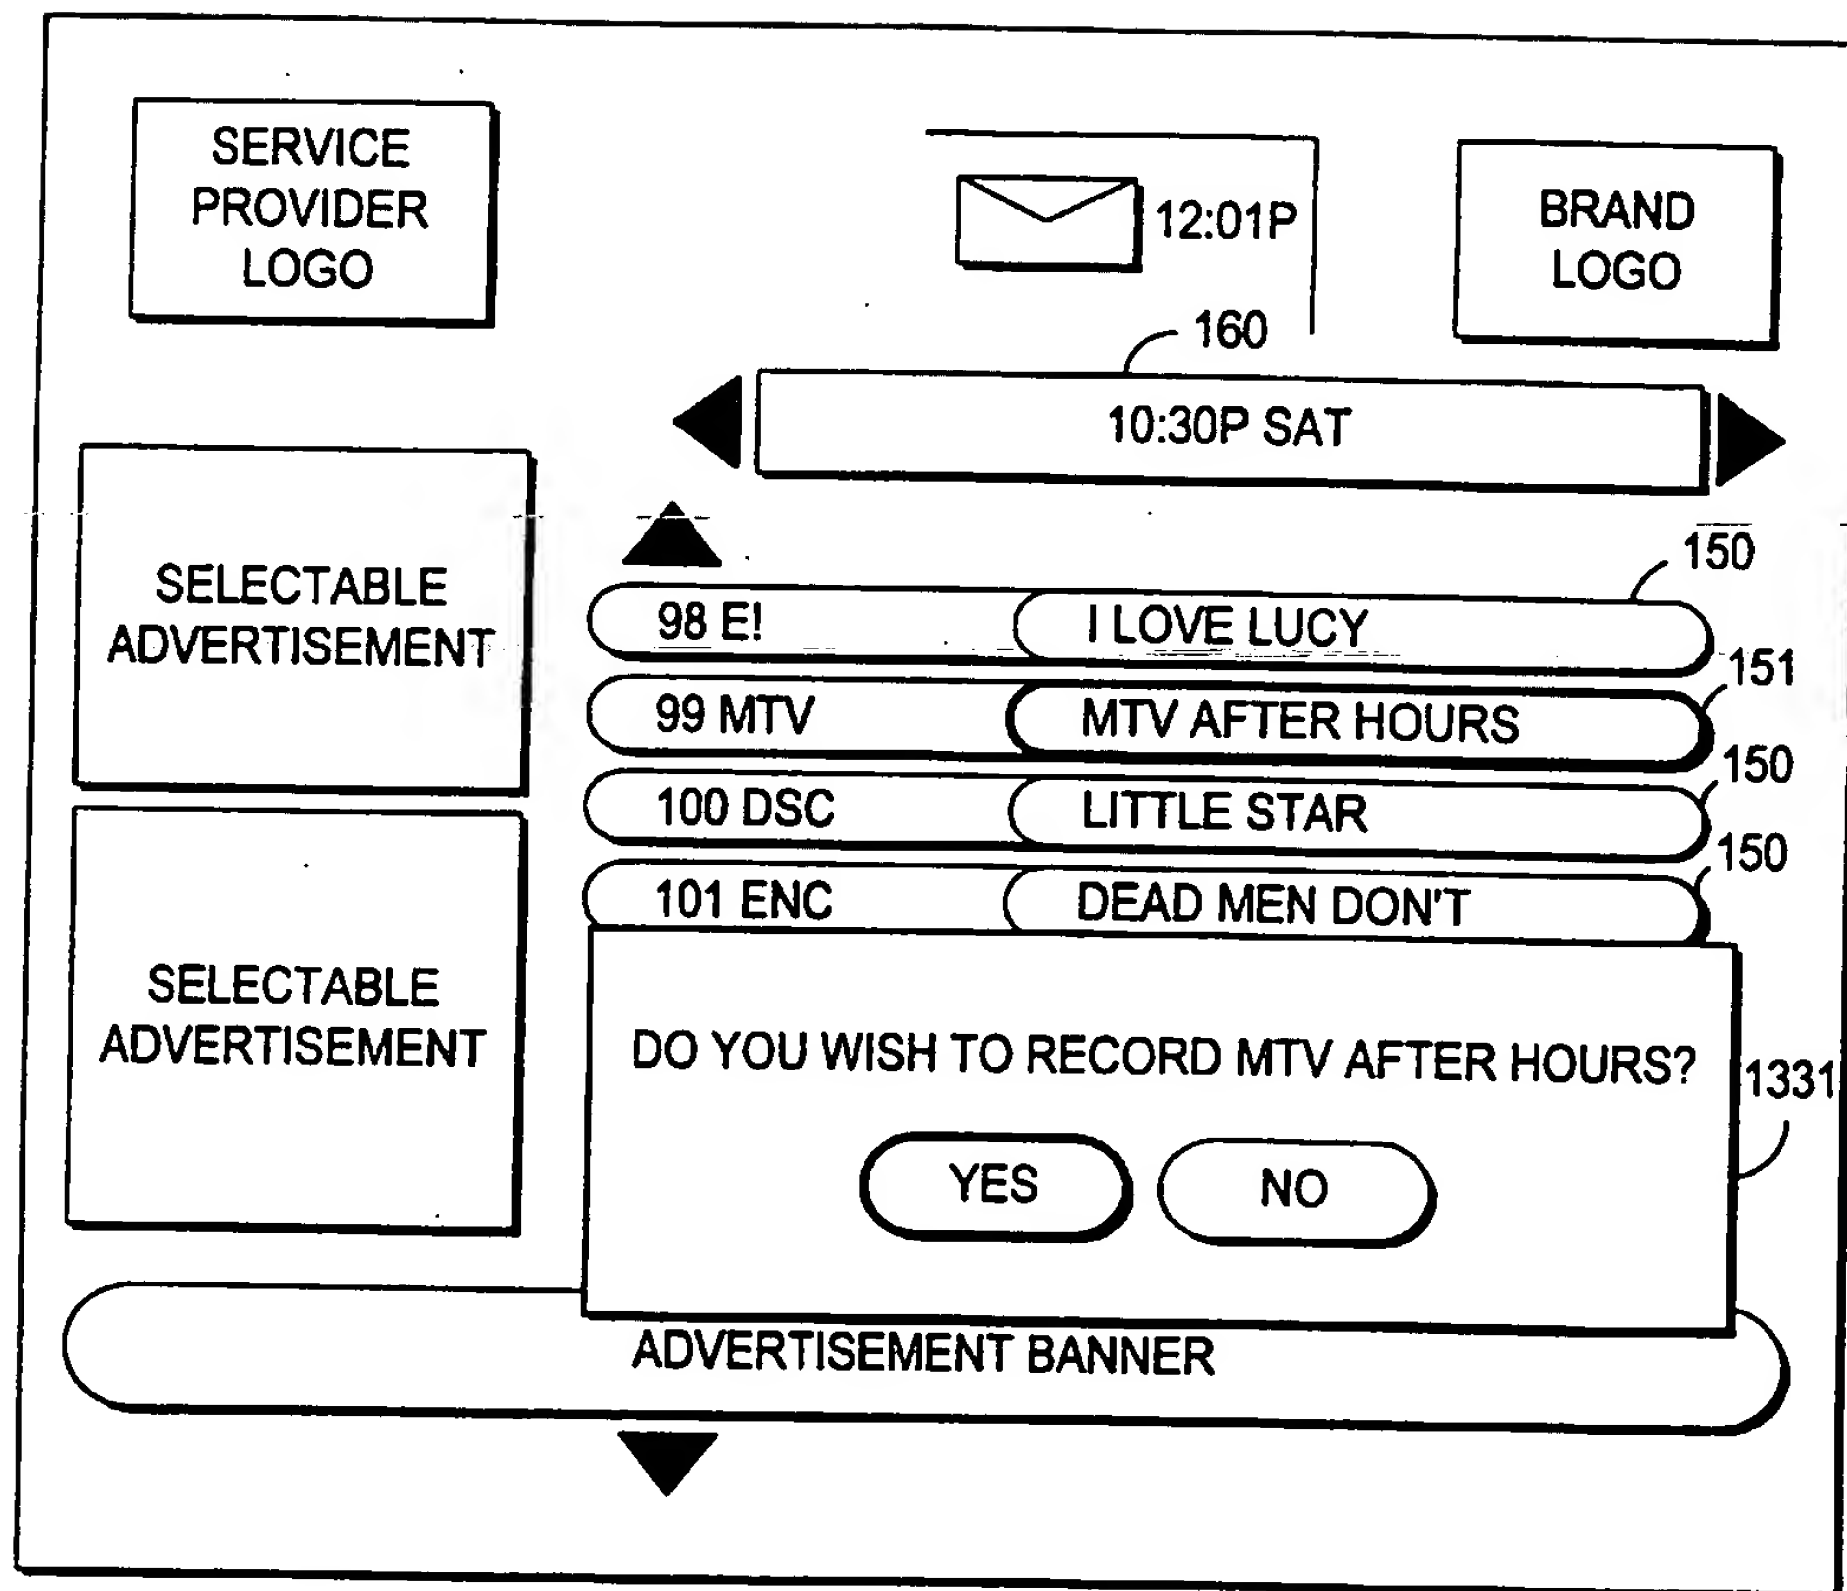 SERVICE
PROVIDER
LOGO
12:01P
BRAND
LOGO
160
10:30P SAT
SELECTABLE
ADVERTISEMENT
150
98 E! I LOVE LUCY
151
99 MTV MTV AFTER HOURS
150
100 DSC LITTLE STAR
150
101 ENC DEAD MEN DON'T
SELECTABLE
ADVERTISEMENT
DO YOU WISH TO RECORD MTV AFTER HOURS?
1331
YES NO
ADVERTISEMENT BANNER